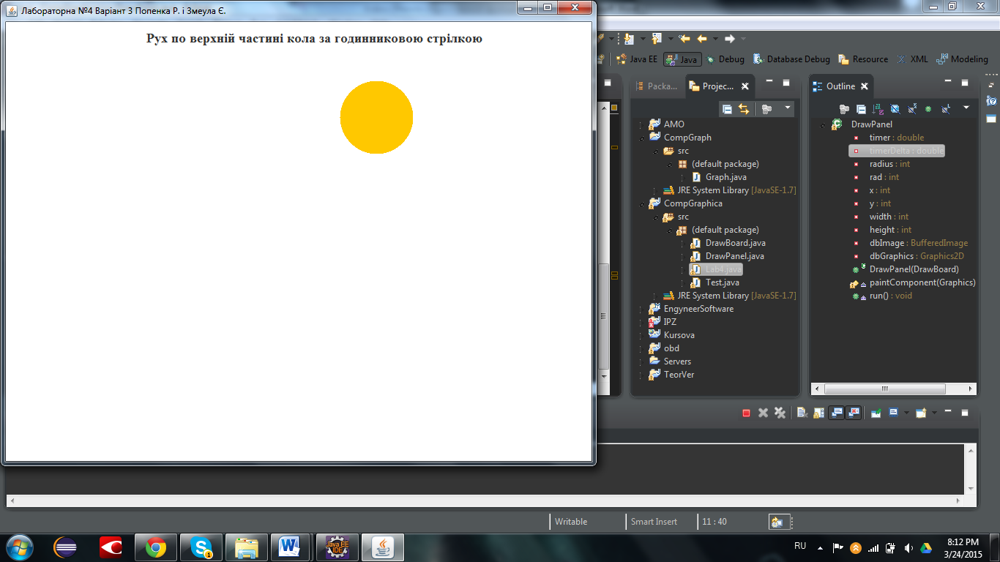 Лабораторна №4 Варіант 3 Попенка Р. і Змеула Є.
Рух по верхній частині кола за годинниковою стрілкою
Java EE
Java
Debug
Database Debug
Resource
XML
Modeling
Packa...
Projec...
AMO
CompGraph
src
(default package)
Graph.java
JRE System Library [JavaSE-1.7]
CompGraphica
src
(default package)
DrawBoard.java
DrawPanel.java
Lab4.java
Test.java
JRE System Library [JavaSE-1.7]
EngyneerSoftware
IPZ
Kursova
obd
Servers
TeorVer
Outline
DrawPanel
timer : double
timerDelta : double
radius : int
rad : int
x : int
y : int
width : int
height : int
dbImage : BufferedImage
dbGraphics : Graphics2D
DrawPanel(DrawBoard)
paintComponent(Graphics)
run() : void
Writable
Smart Insert
11 : 40
1
Java EE
IDE
RU
8:12 PM
3/24/2015